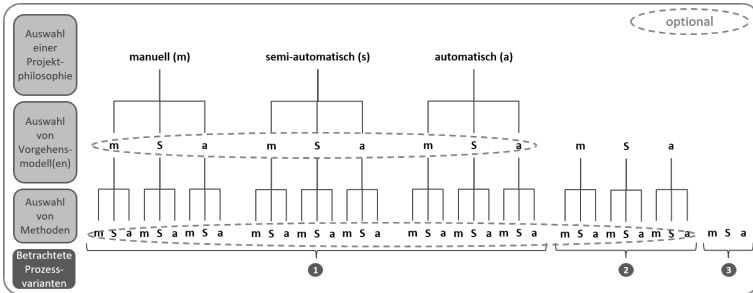 optional
Auswahl
einer
Projekt-
philosophie
manuell (m) semi-automatisch (s) automatisch (a)
Auswahl
von
Vorgehens-
modell(en)
m S a m S a m S a m S a
Auswahl
von
Methoden
m S a m S a m S a m S a m S a m S a m S a m S a m S a m S a m S a m S a m S a
Betrachtete
Prozess-
varianten
1 2 3